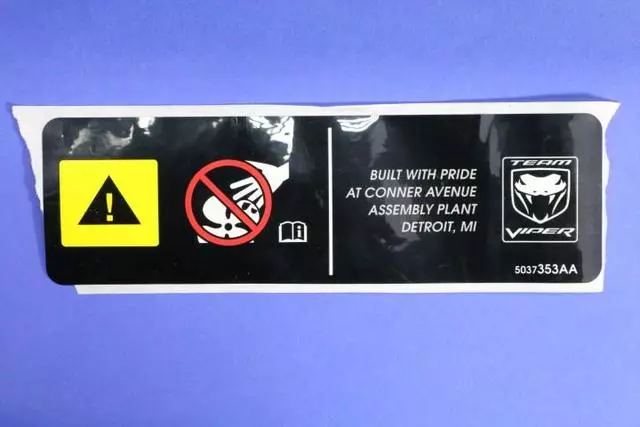 BUILT WITH PRIDE
AT CONNER AVENUE
ASSEMBLY PLANT
DETROIT, MI
TEAM
VIPER
5037353AA